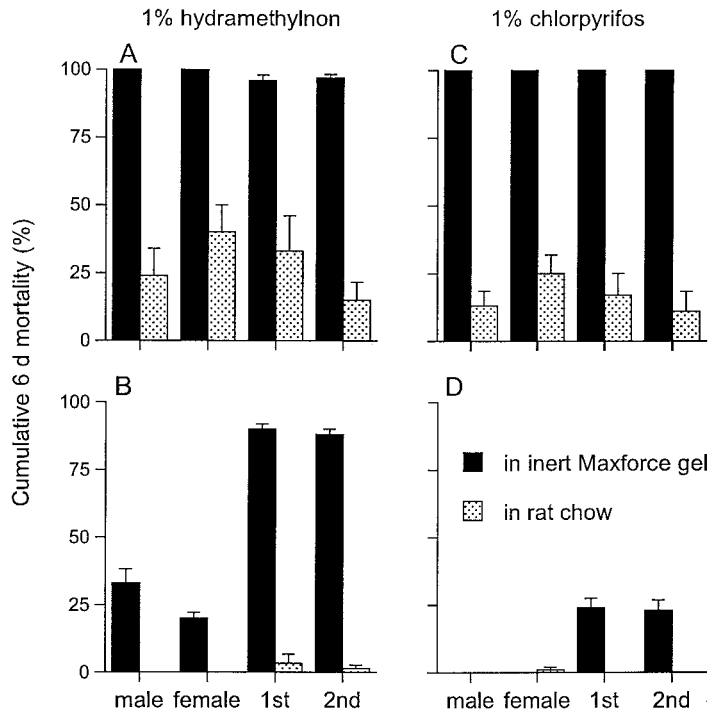 1% hydramethylnon
1% chlorpyrifos
A
C
100
75
50
25
0
Cumulative 6 d mortality (%)
B
D
100
75
50
25
0
in inert Maxforce gel
in rat chow
male female 1st 2nd
male female 1st 2nd